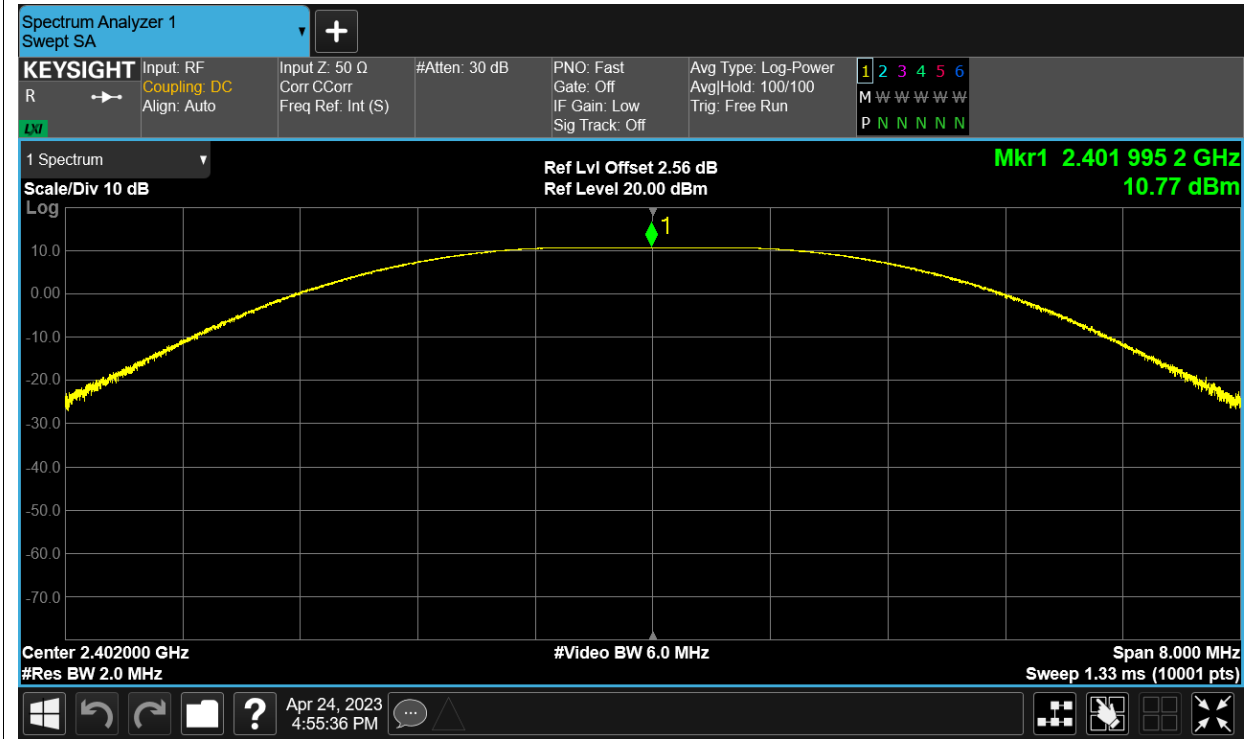 Spectrum Analyzer 1
Swept SA
KEYSIGHT
R
LXI
Input: RF
Coupling: DC
Align: Auto
Input Z: 50 Ω
Corr CCorr
Freq Ref: Int (S)
#Atten: 30 dB
PNO: Fast
Gate: Off
IF Gain: Low
Sig Track: Off
Avg Type: Log-Power
Avg|Hold: 100/100
Trig: Free Run
1 2 3 4 5 6
M W W W W W W
P N N N N N N
1 Spectrum
Scale/Div 10 dB
Log
Ref Lvl Offset 2.56 dB
Ref Level 20.00 dBm
Mkr1 2.401 995 2 GHz
10.77 dBm
1
10.0
0.00
-10.0
-20.0
-30.0
-40.0
-50.0
-60.0
-70.0
Center 2.402000 GHz
#Video BW 6.0 MHz
Span 8.000 MHz
#Res BW 2.0 MHz
Sweep 1.33 ms (10001 pts)
?
Apr 24, 2023
4:55:36 PM